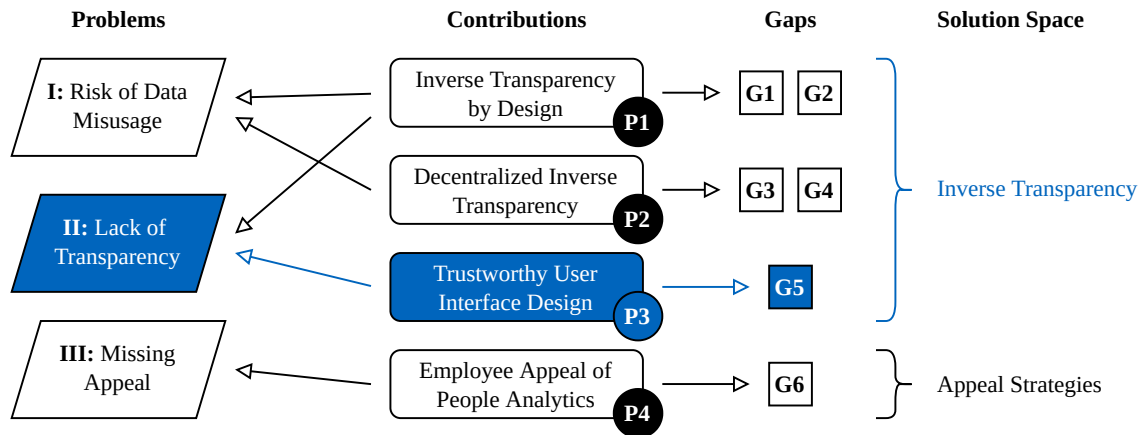 Problems
Contributions
Gaps
Solution Space
I: Risk of Data
Misusage
Inverse Transparency
by Design
P1
G1
G2
Decentralized Inverse
Transparency
P2
G3
G4
Inverse Transparency
II: Lack of
Transparency
Trustworthy User
Interface Design
P3
G5
III: Missing
Appeal
Employee Appeal of
People Analytics
P4
G6
Appeal Strategies